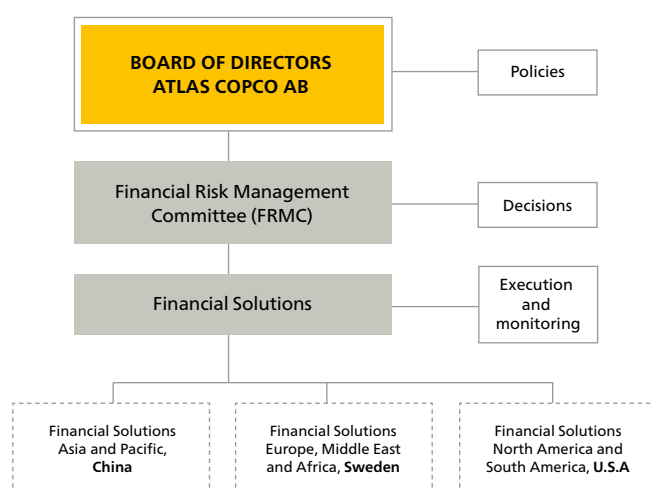 BOARD OF DIRECTORS
ATLAS COPCO AB
Policies
Financial Risk Management
Committee (FRMC)
Decisions
Financial Solutions
Execution
and
monitoring
Financial Solutions
Asia and Pacific,
China
Financial Solutions
Europe, Middle East
and Africa, Sweden
Financial Solutions
North America and
South America, U.S.A